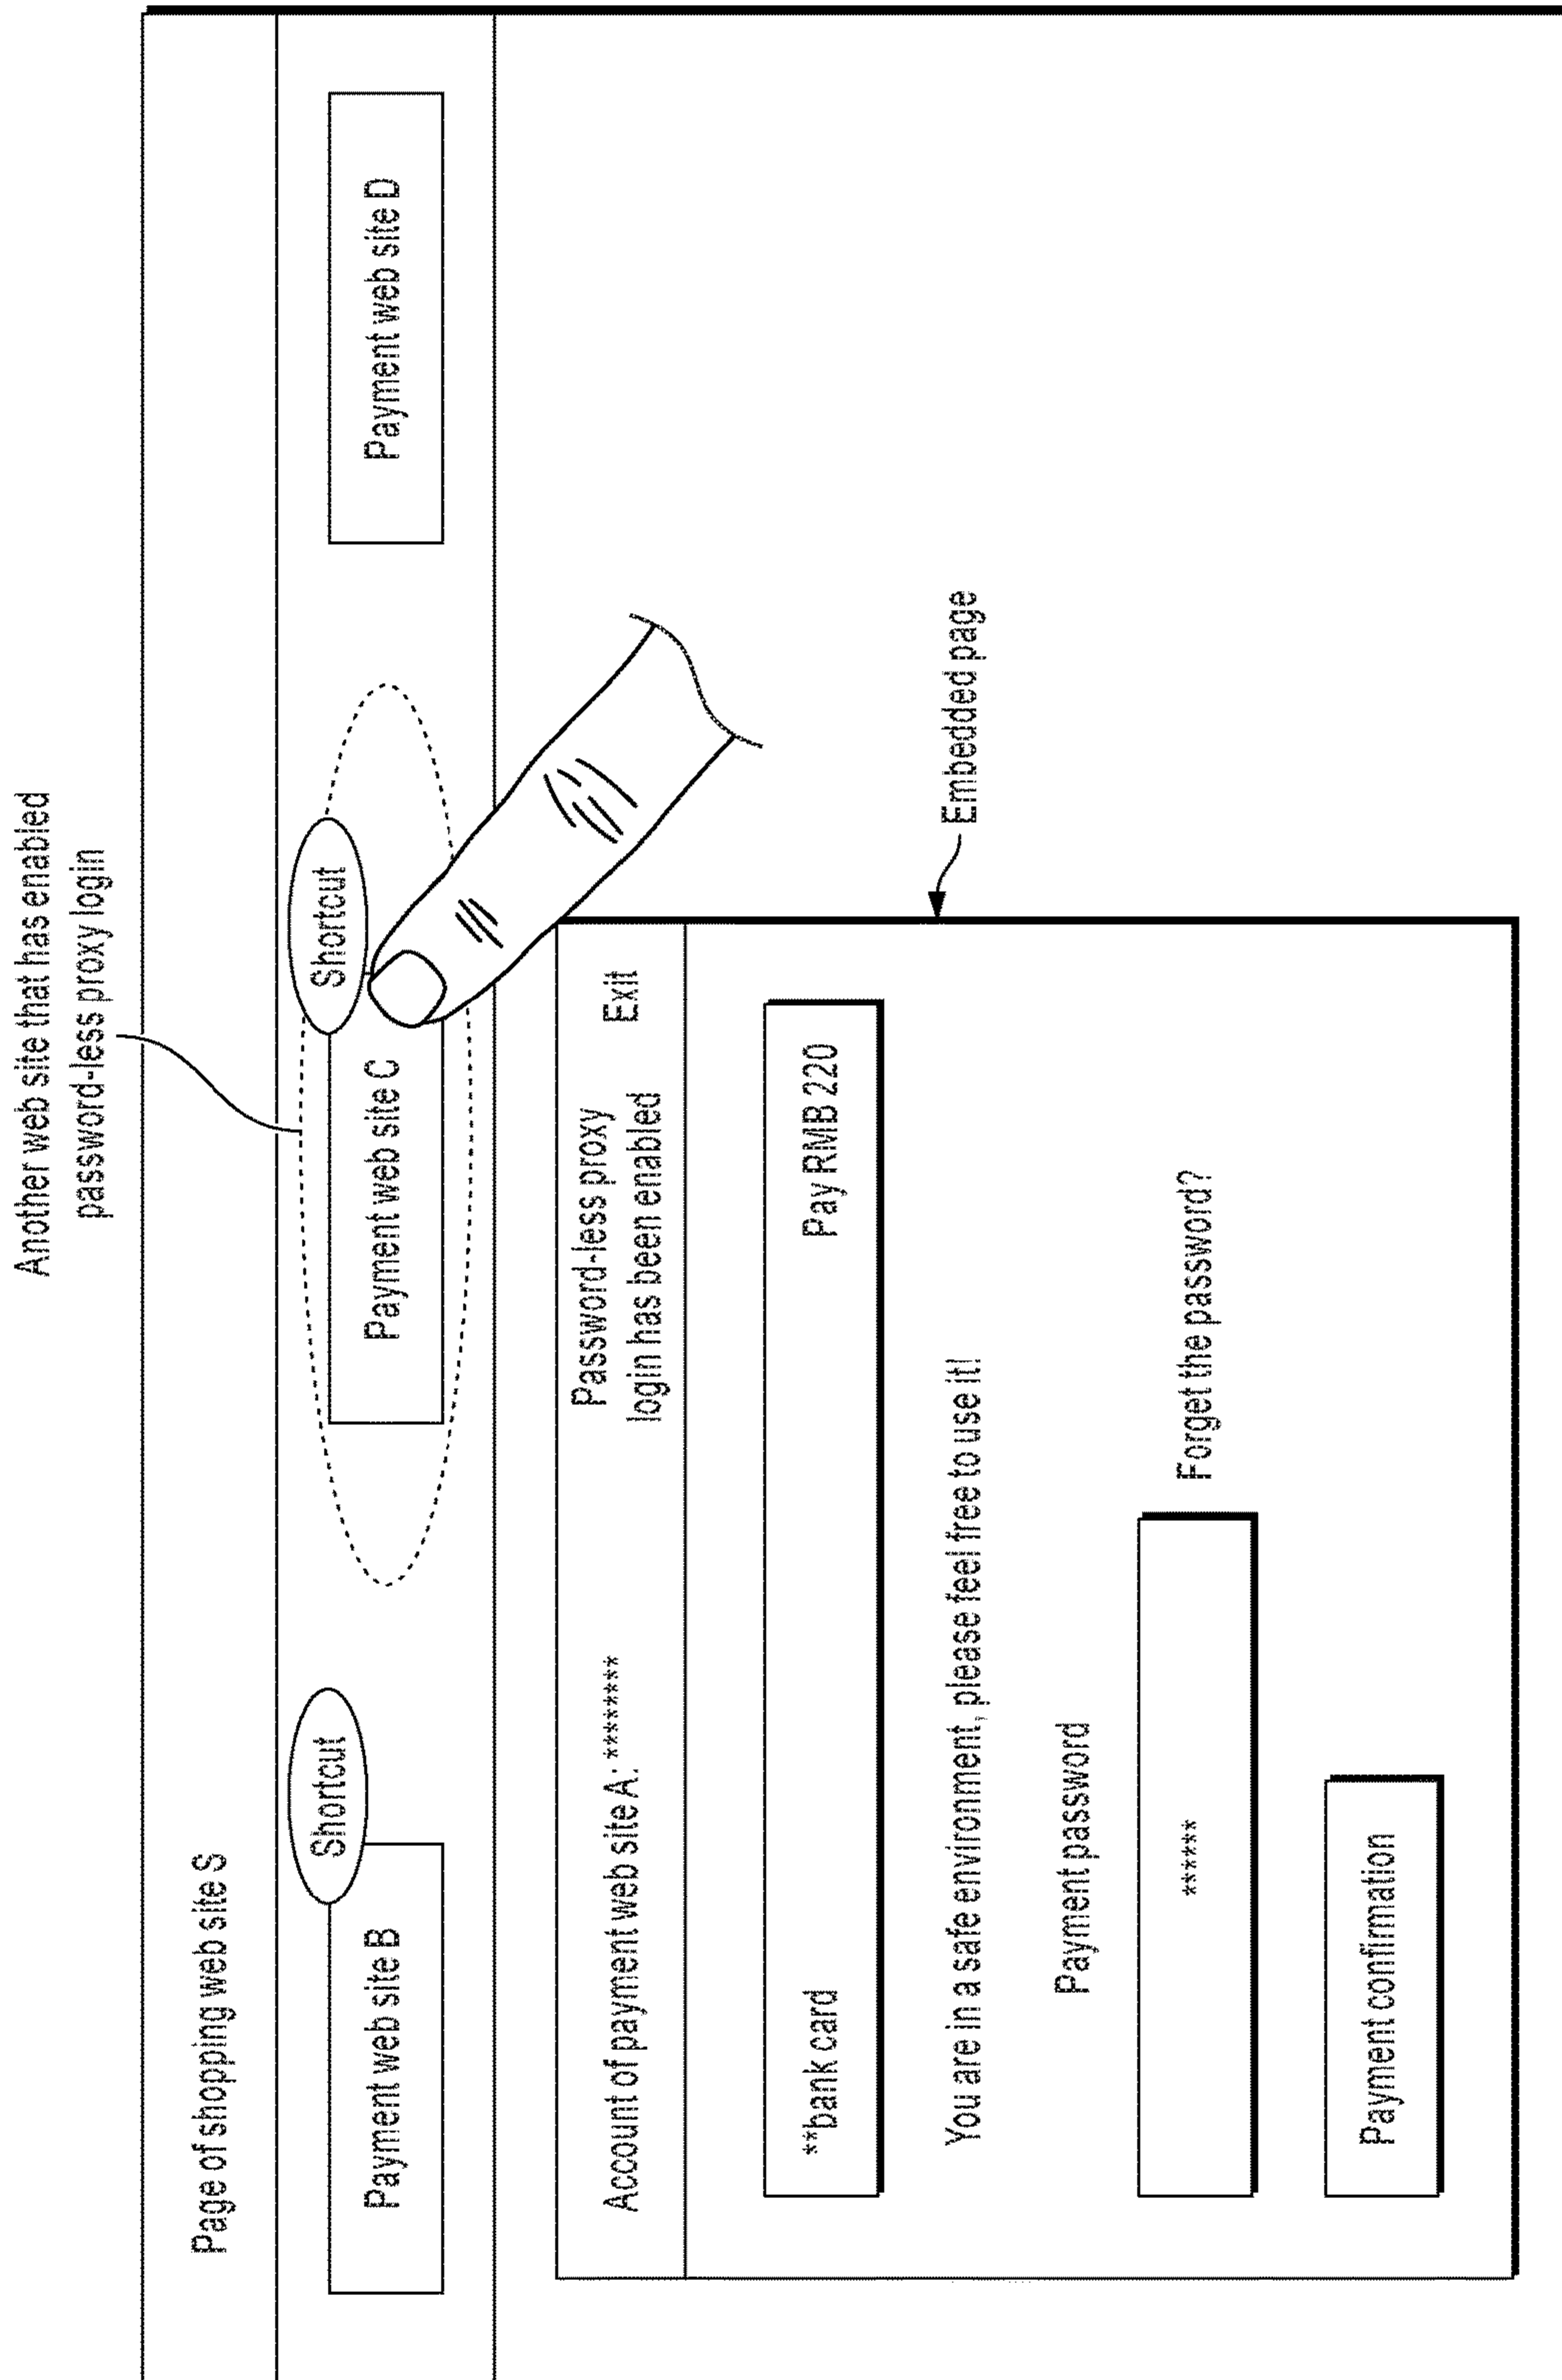 Another web site that has enabled
password-less proxy login
Page of shopping web site S
Payment web site B
Shortcut
Payment web site C
Shortcut
Payment web site D
Account of payment web site A: ********
Password-less proxy
login has been enabled
Exit
**bank card
Pay RMB 220
Embedded page
You are in a safe environment, please feel free to use it!
Payment password
******
Forget the password?
Payment confirmation